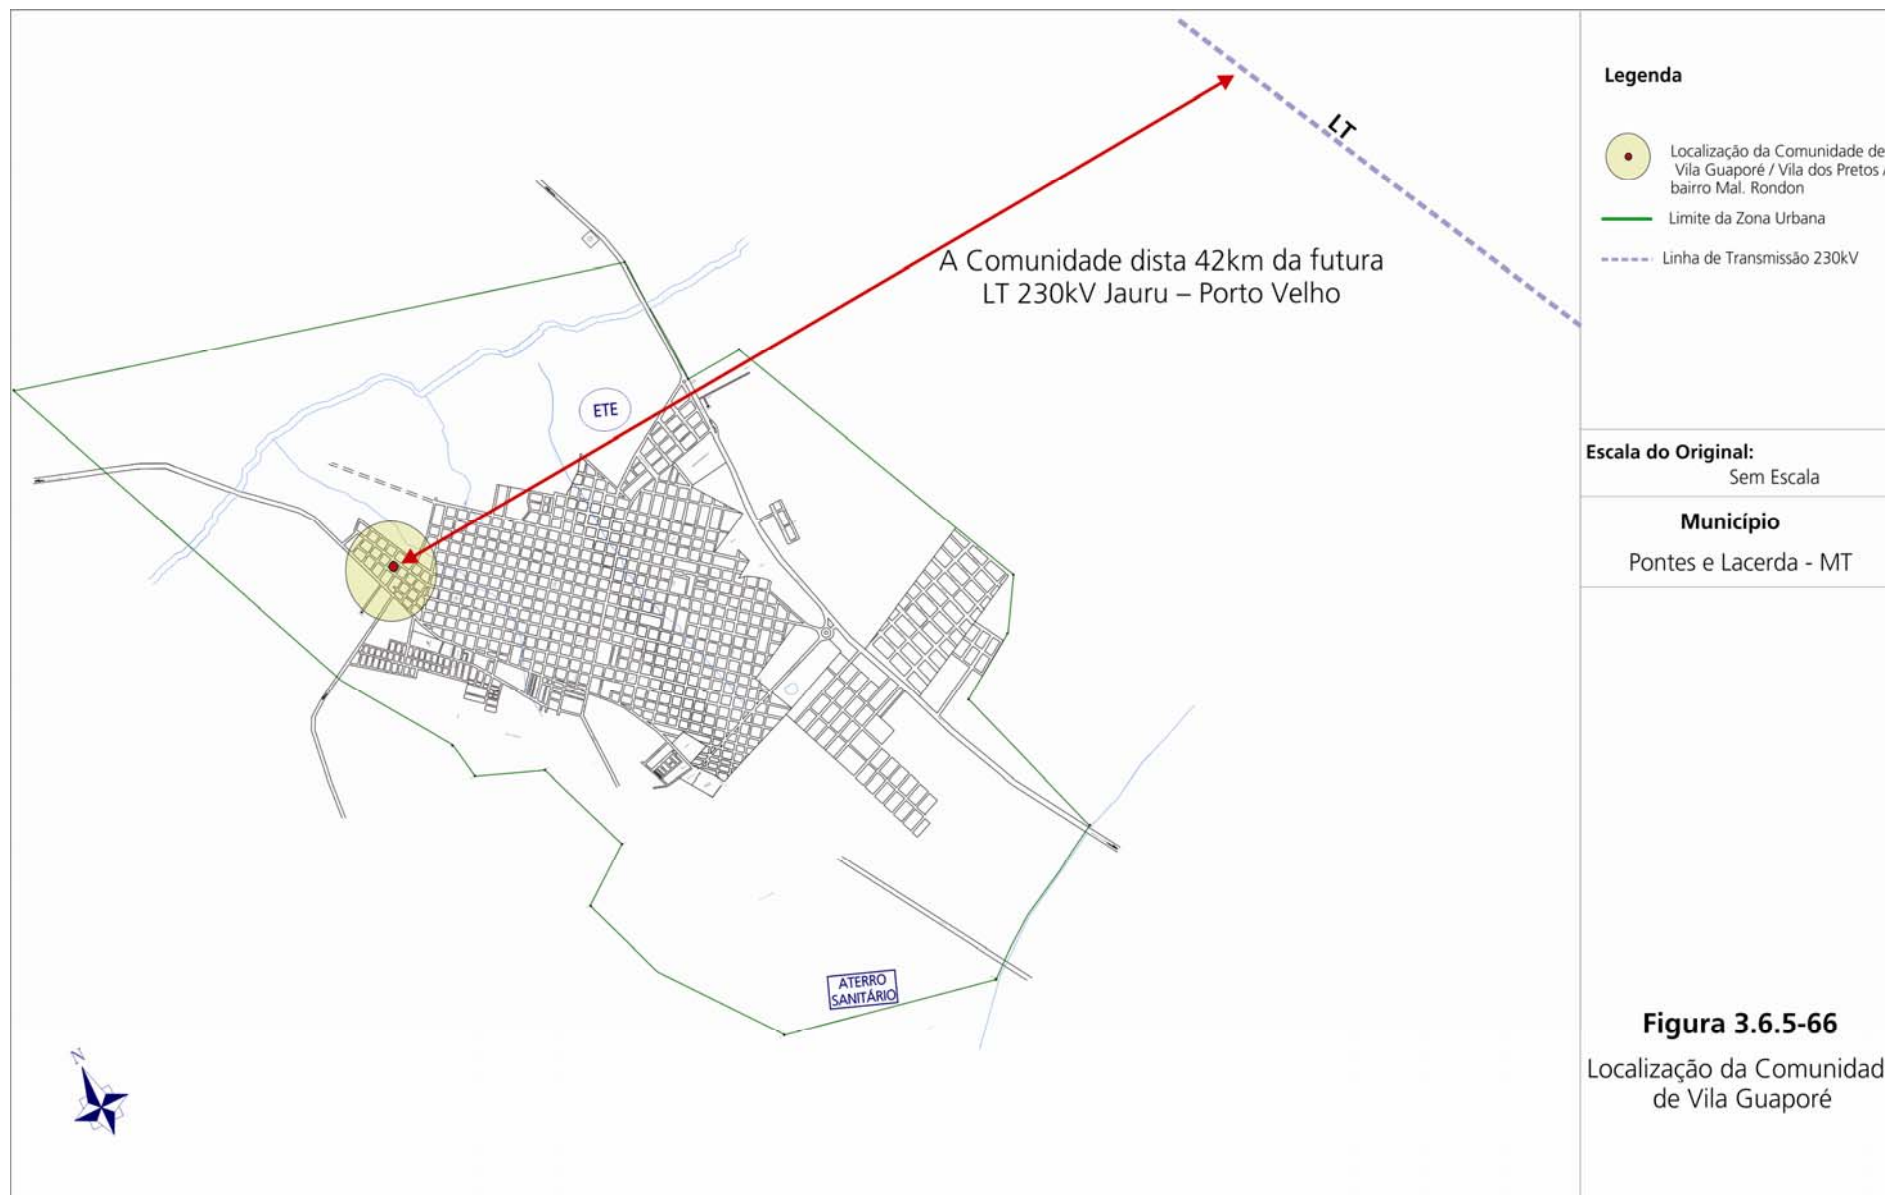 LT
A Comunidade dista 42km da futura
LT 230kV Jauru – Porto Velho
ETE
ATERRO
SANITÁRIO
N
Legenda
Localização da Comunidade de
Vila Guaporé / Vila dos Pretos /
bairro Mal. Rondon
Limite da Zona Urbana
Linha de Transmissão 230kV
Escala do Original:
Sem Escala
Município
Pontes e Lacerda - MT
Figura 3.6.5-66
Localização da Comunidad
de Vila Guaporé